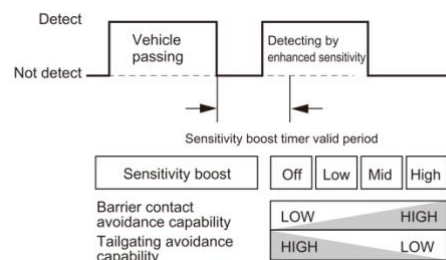 Detect
Vehicle
passing
Detecting by
enhanced sensitivity
Not detect
Sensitivity boost timer valid period
Sensitivity boost
Off
Low
Mid
High
Barrier contact
avoidance capability
LOW
HIGH
Tailgating avoidance
capability
HIGH
LOW